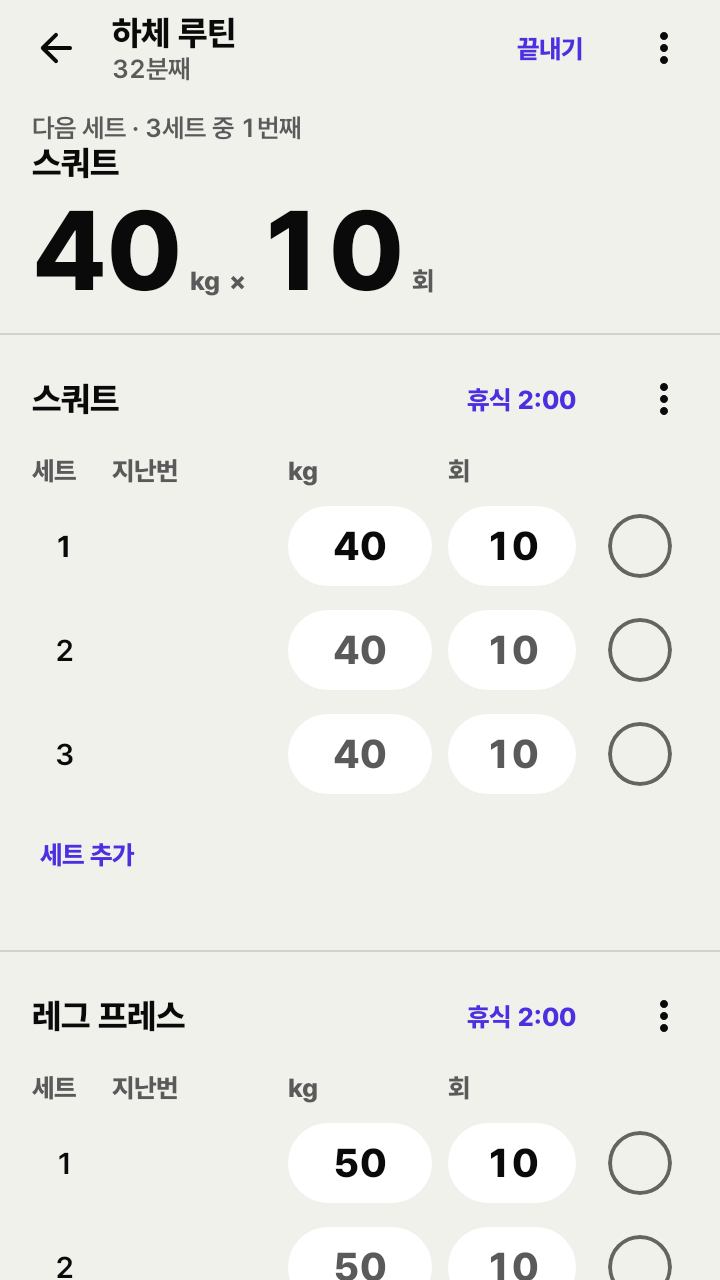 하체 루틴
32분째
끝내기
다음 세트 · 3세트 중 1번째
스쿼트
40 kg × 10 회
스쿼트
휴식 2:00
세트 지난번 kg 회
1 40 10
2 40 10
3 40 10
세트 추가
레그 프레스
휴식 2:00
세트 지난번 kg 회
1 50 10
2 50 10